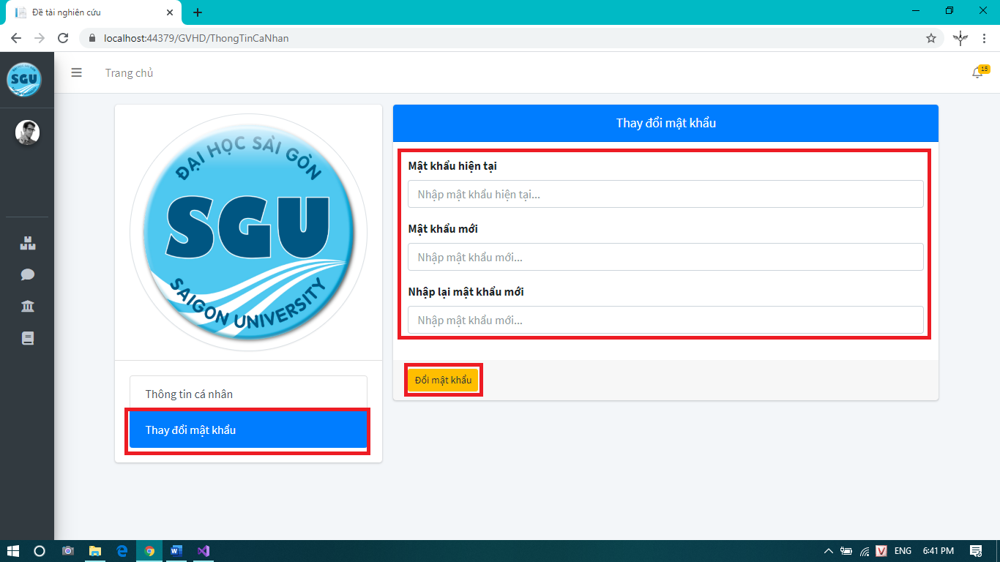 Đề tài nghiên cứu
localhost:44379/GVHD/ThongTinCaNhan
SGU
Trang chủ
15
ĐẠI HỌC SÀI GÒN
SGU
SAIGON UNIVERSITY
Thông tin cá nhân
Thay đổi mật khẩu
Thay đổi mật khẩu
Mật khẩu hiện tại
Nhập mật khẩu hiện tại...
Mật khẩu mới
Nhập mật khẩu mới...
Nhập lại mật khẩu mới
Nhập mật khẩu mới...
Đổi mật khẩu
ENG
6:41 PM